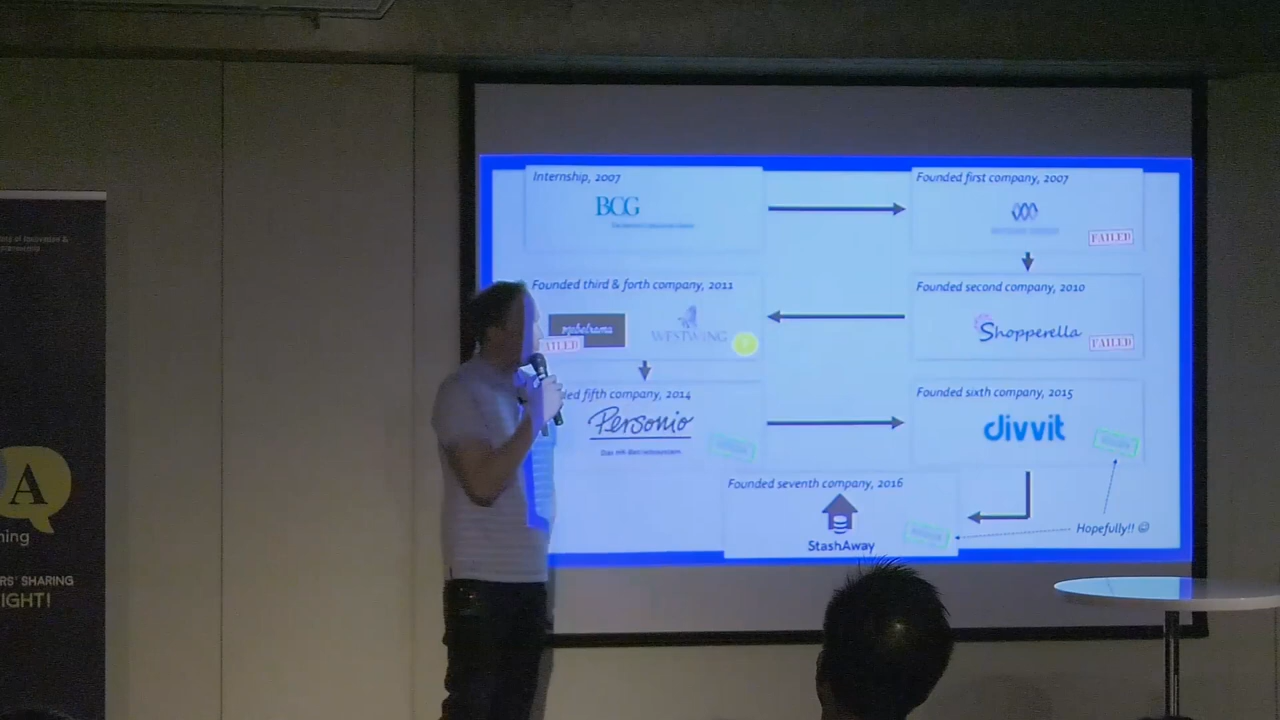 Internship, 2007
BCG
Founded first company, 2007
FAILED
Founded third & forth company, 2011
WESTWING
Founded second company, 2010
Shopperella
FAILED
fifth company, 2014
Personio
Founded sixth company, 2015
divvit
Founded seventh company, 2016
StashAway
Hopefully!! ☺
A
ning
RS' SHARING
IGHT!